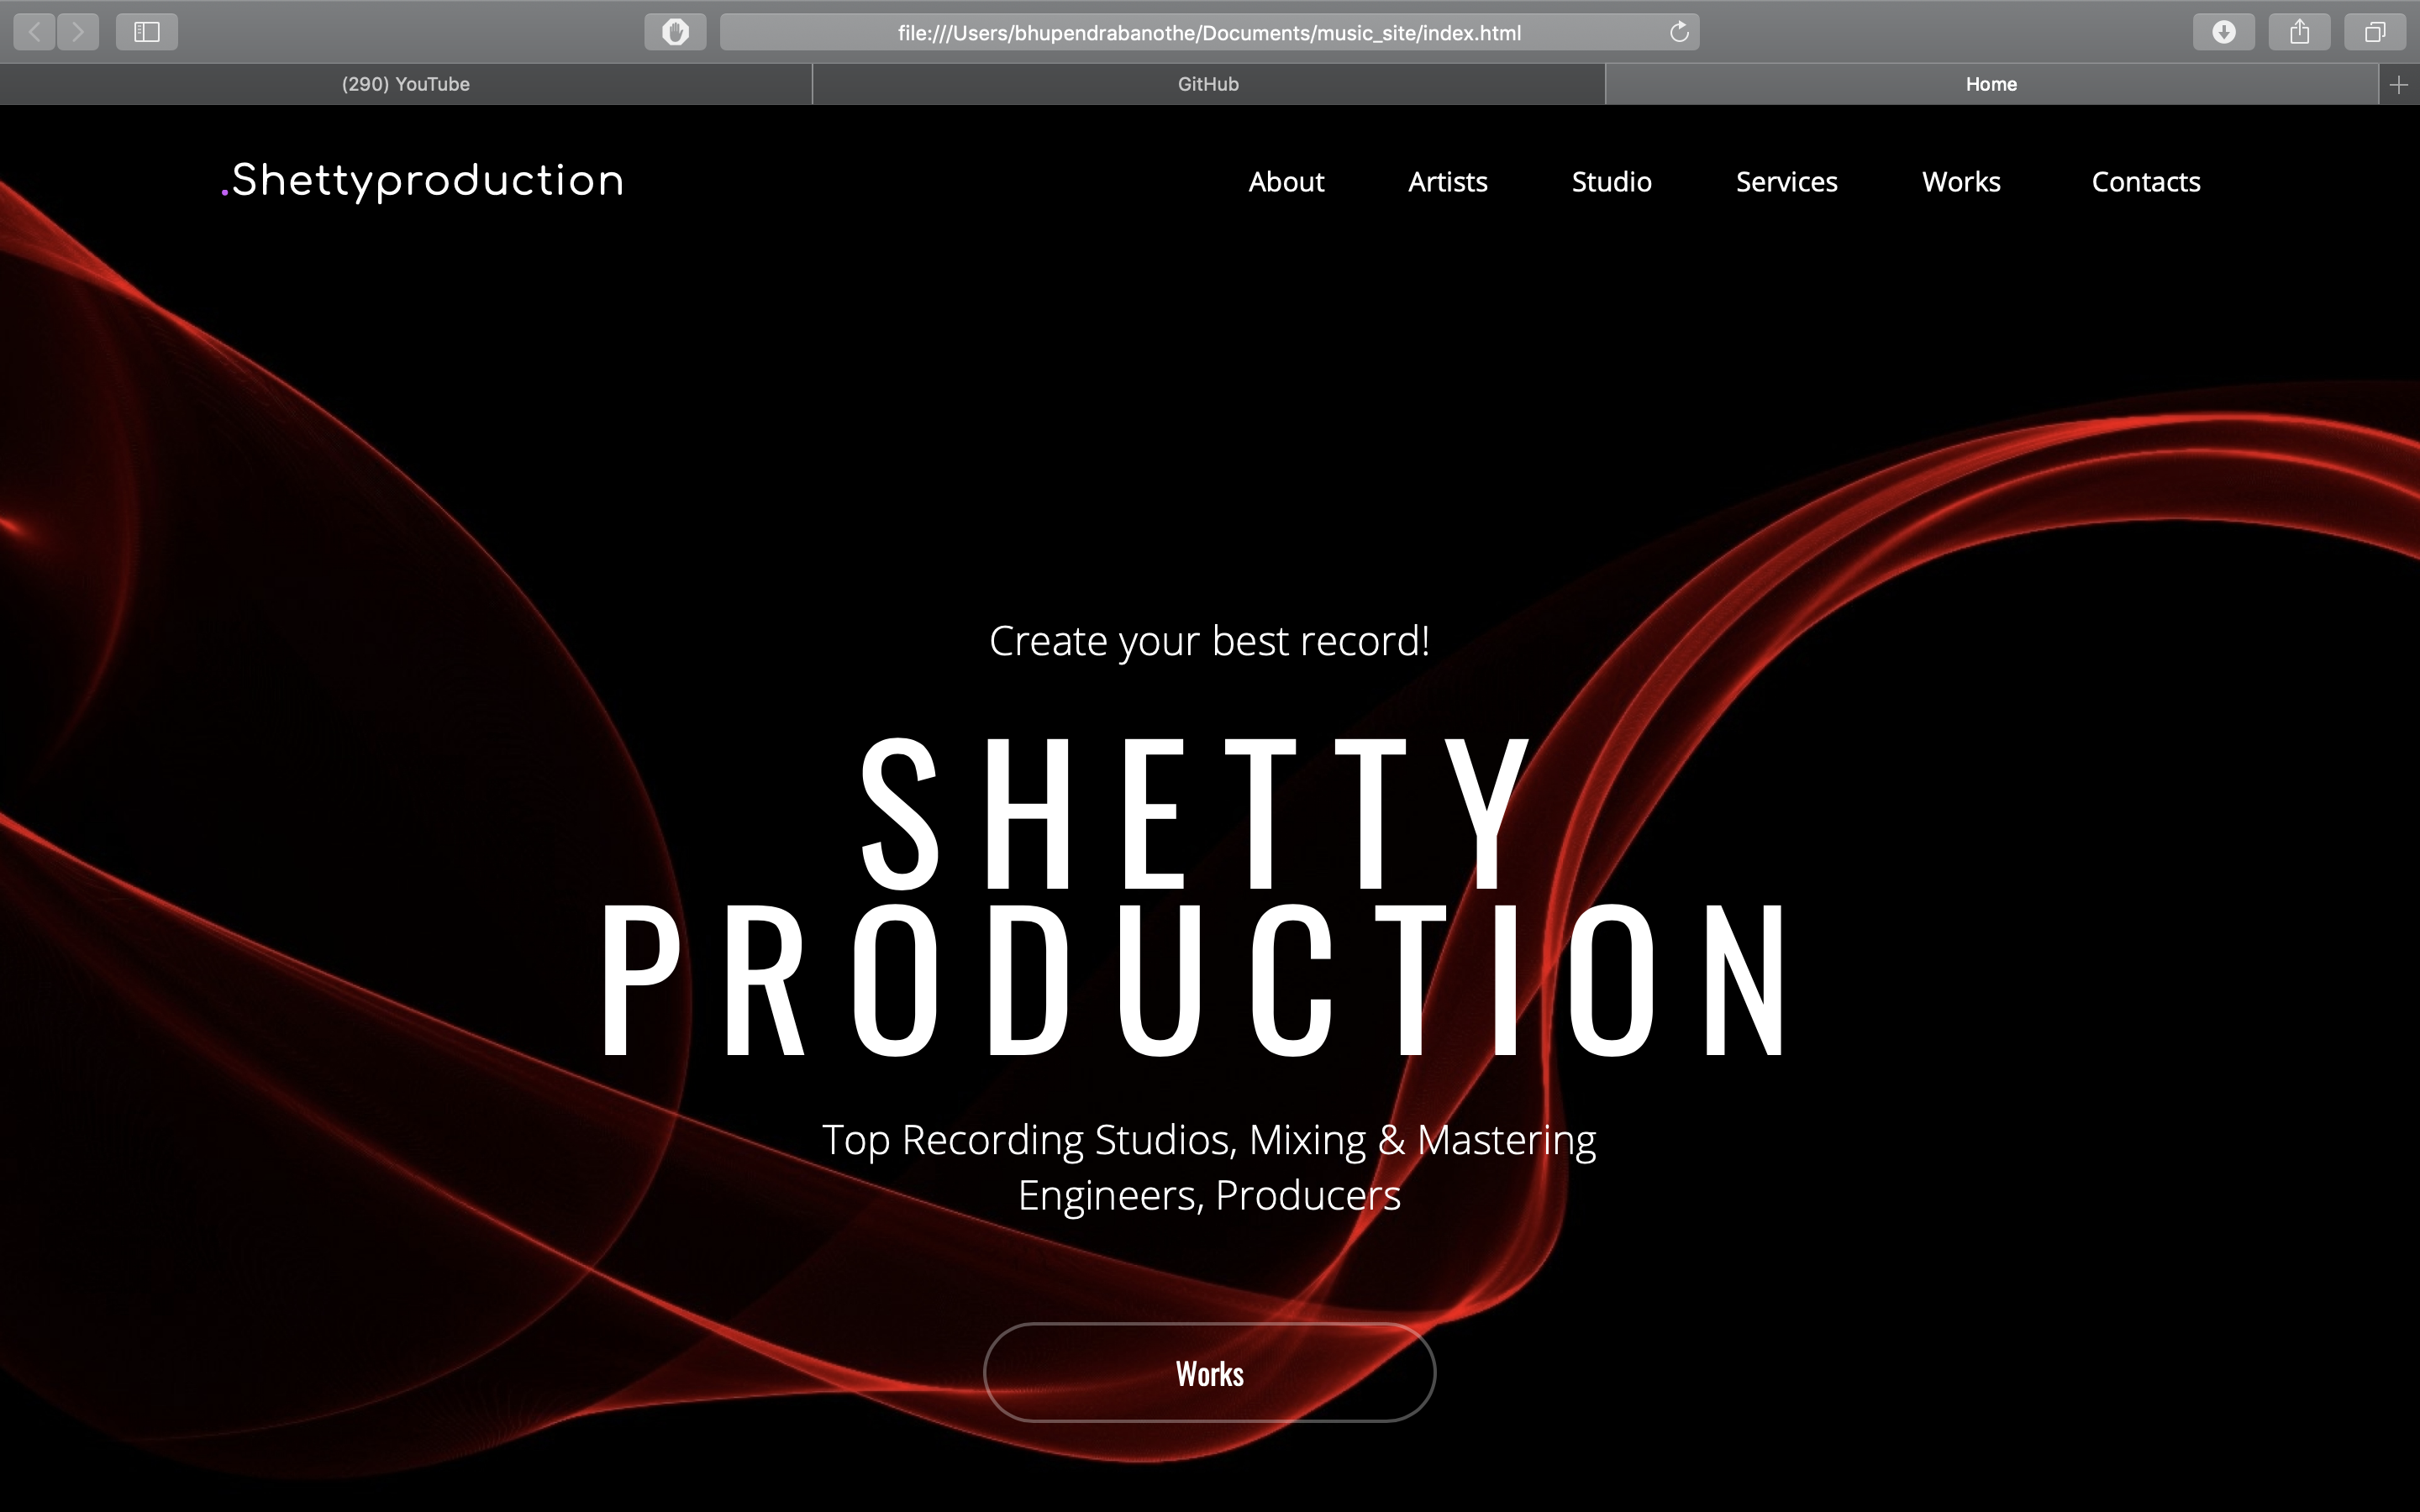 file:///Users/bhupendrabanothe/Documents/music_site/index.html
(290) YouTube
GitHub
Home
.Shettyproduction
About
Artists
Studio
Services
Works
Contacts
Create your best record!
SHETTY
PRODUCTION
Top Recording Studios, Mixing & Mastering
Engineers, Producers
Works